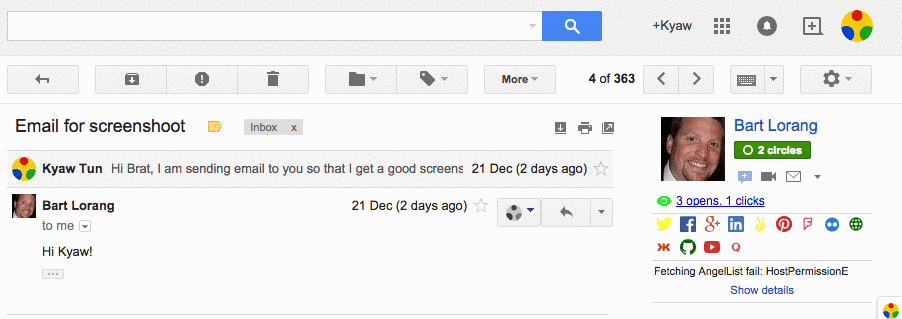 +Kyaw
More
4 of 363
Email for screenshoot
Inbox x
Kyaw Tun Hi Brat, I am sending email to you so that I get a good screens 21 Dec (2 days ago)
Bart Lorang 21 Dec (2 days ago)
to me
Hi Kyaw!
Bart Lorang
2 circles
3 opens. 1 clicks
Fetching AngelList fail: HostPermissionE
Show details